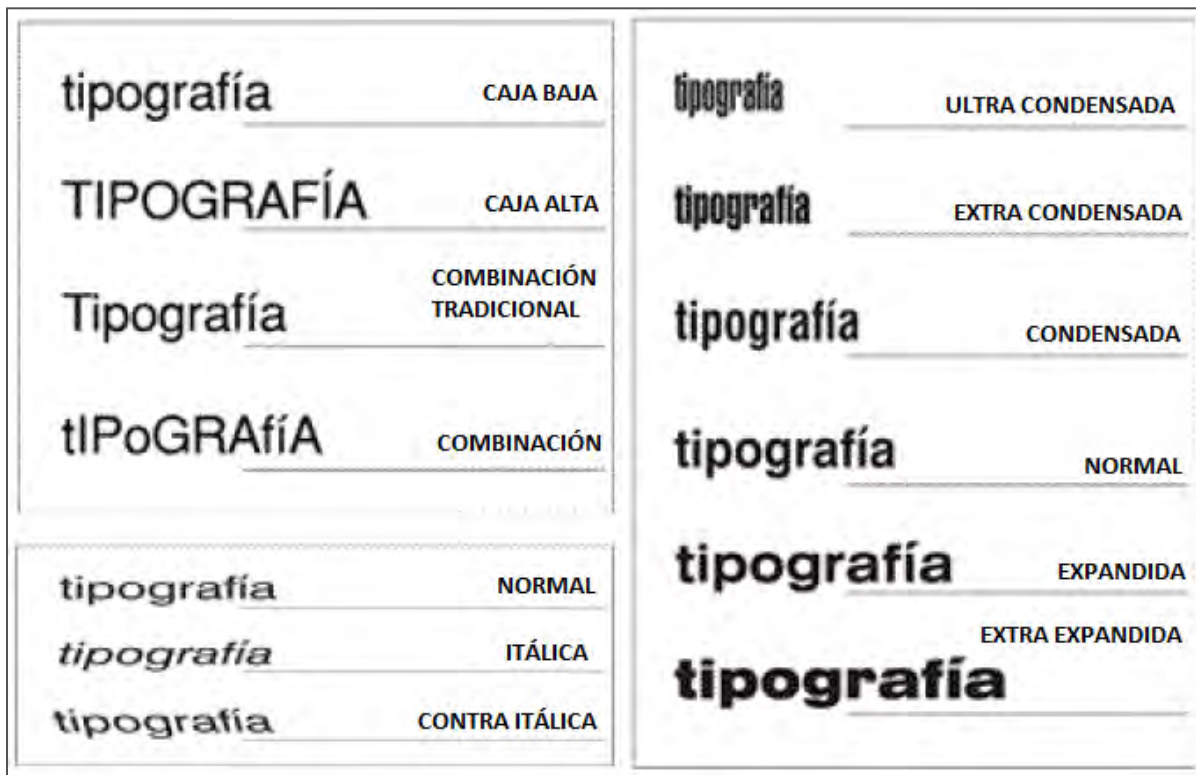 tipografía CAJA BAJA
TIPOGRAFÍA CAJA ALTA
COMBINACIÓN
Tipografía TRADICIONAL
tIPoGRAfíA COMBINACIÓN
tipografía NORMAL
tipografía ITÁLICA
tipografía CONTRA ITÁLICA
tipografía ULTRA CONDENSADA
tipografía EXTRA CONDENSADA
tipografía CONDENSADA
tipografía NORMAL
tipografía EXPANDIDA
EXTRA EXPANDIDA
tipografía